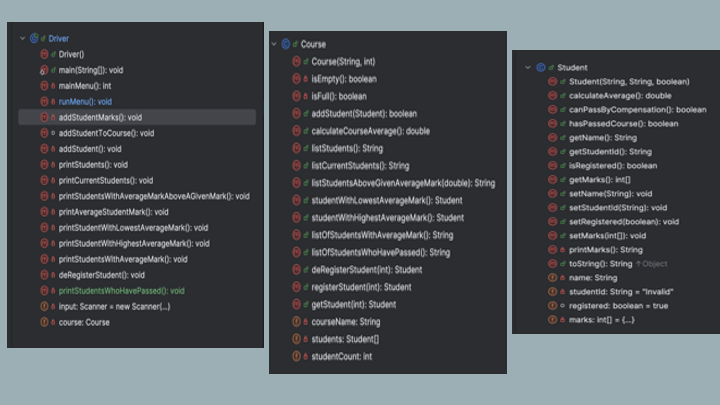 Driver
Driver()
main(String[]): void
mainMenu(): int
runMenu(): void
addStudentMarks(): void
addStudentToCourse(): void
addStudent(): void
printStudents(): void
printCurrentStudents(): void
printStudentsWithAverageMarkAboveAGivenMark(): void
printAverageStudentMark(): void
printStudentWithLowestAverageMark(): void
printStudentWithHighestAverageMark(): void
printStudentsWithAverageMark(): void
deRegisterStudent(): void
printStudentsWhoHavePassed(): void
input: Scanner = new Scanner(...)
course: Course
Course
Course(String, int)
isEmpty(): boolean
isFull(): boolean
addStudent(Student): boolean
calculateCourseAverage(): double
listStudents(): String
listCurrentStudents(): String
listStudentsAboveGivenAverageMark(double): String
studentWithLowestAverageMark(): Student
studentWithHighestAverageMark(): Student
listOfStudentsWithAverageMark(): String
listOfStudentsWhoHavePassed(): String
deRegisterStudent(int): Student
registerStudent(int): Student
getStudent(int): Student
courseName: String
students: Student[]
studentCount: int
Student
Student(String, String, boolean)
calculateAverage(): double
canPassByCompensation(): boolean
hasPassedCourse(): boolean
getName(): String
getStudentId(): String
isRegistered(): boolean
getMarks(): int[]
setName(String): void
setStudentId(String): void
setRegistered(boolean): void
setMarks(int[]): void
printMarks(): String
toString(): String ↑Object
name: String
studentId: String = "Invalid"
registered: boolean = true
marks: int[] = {...}